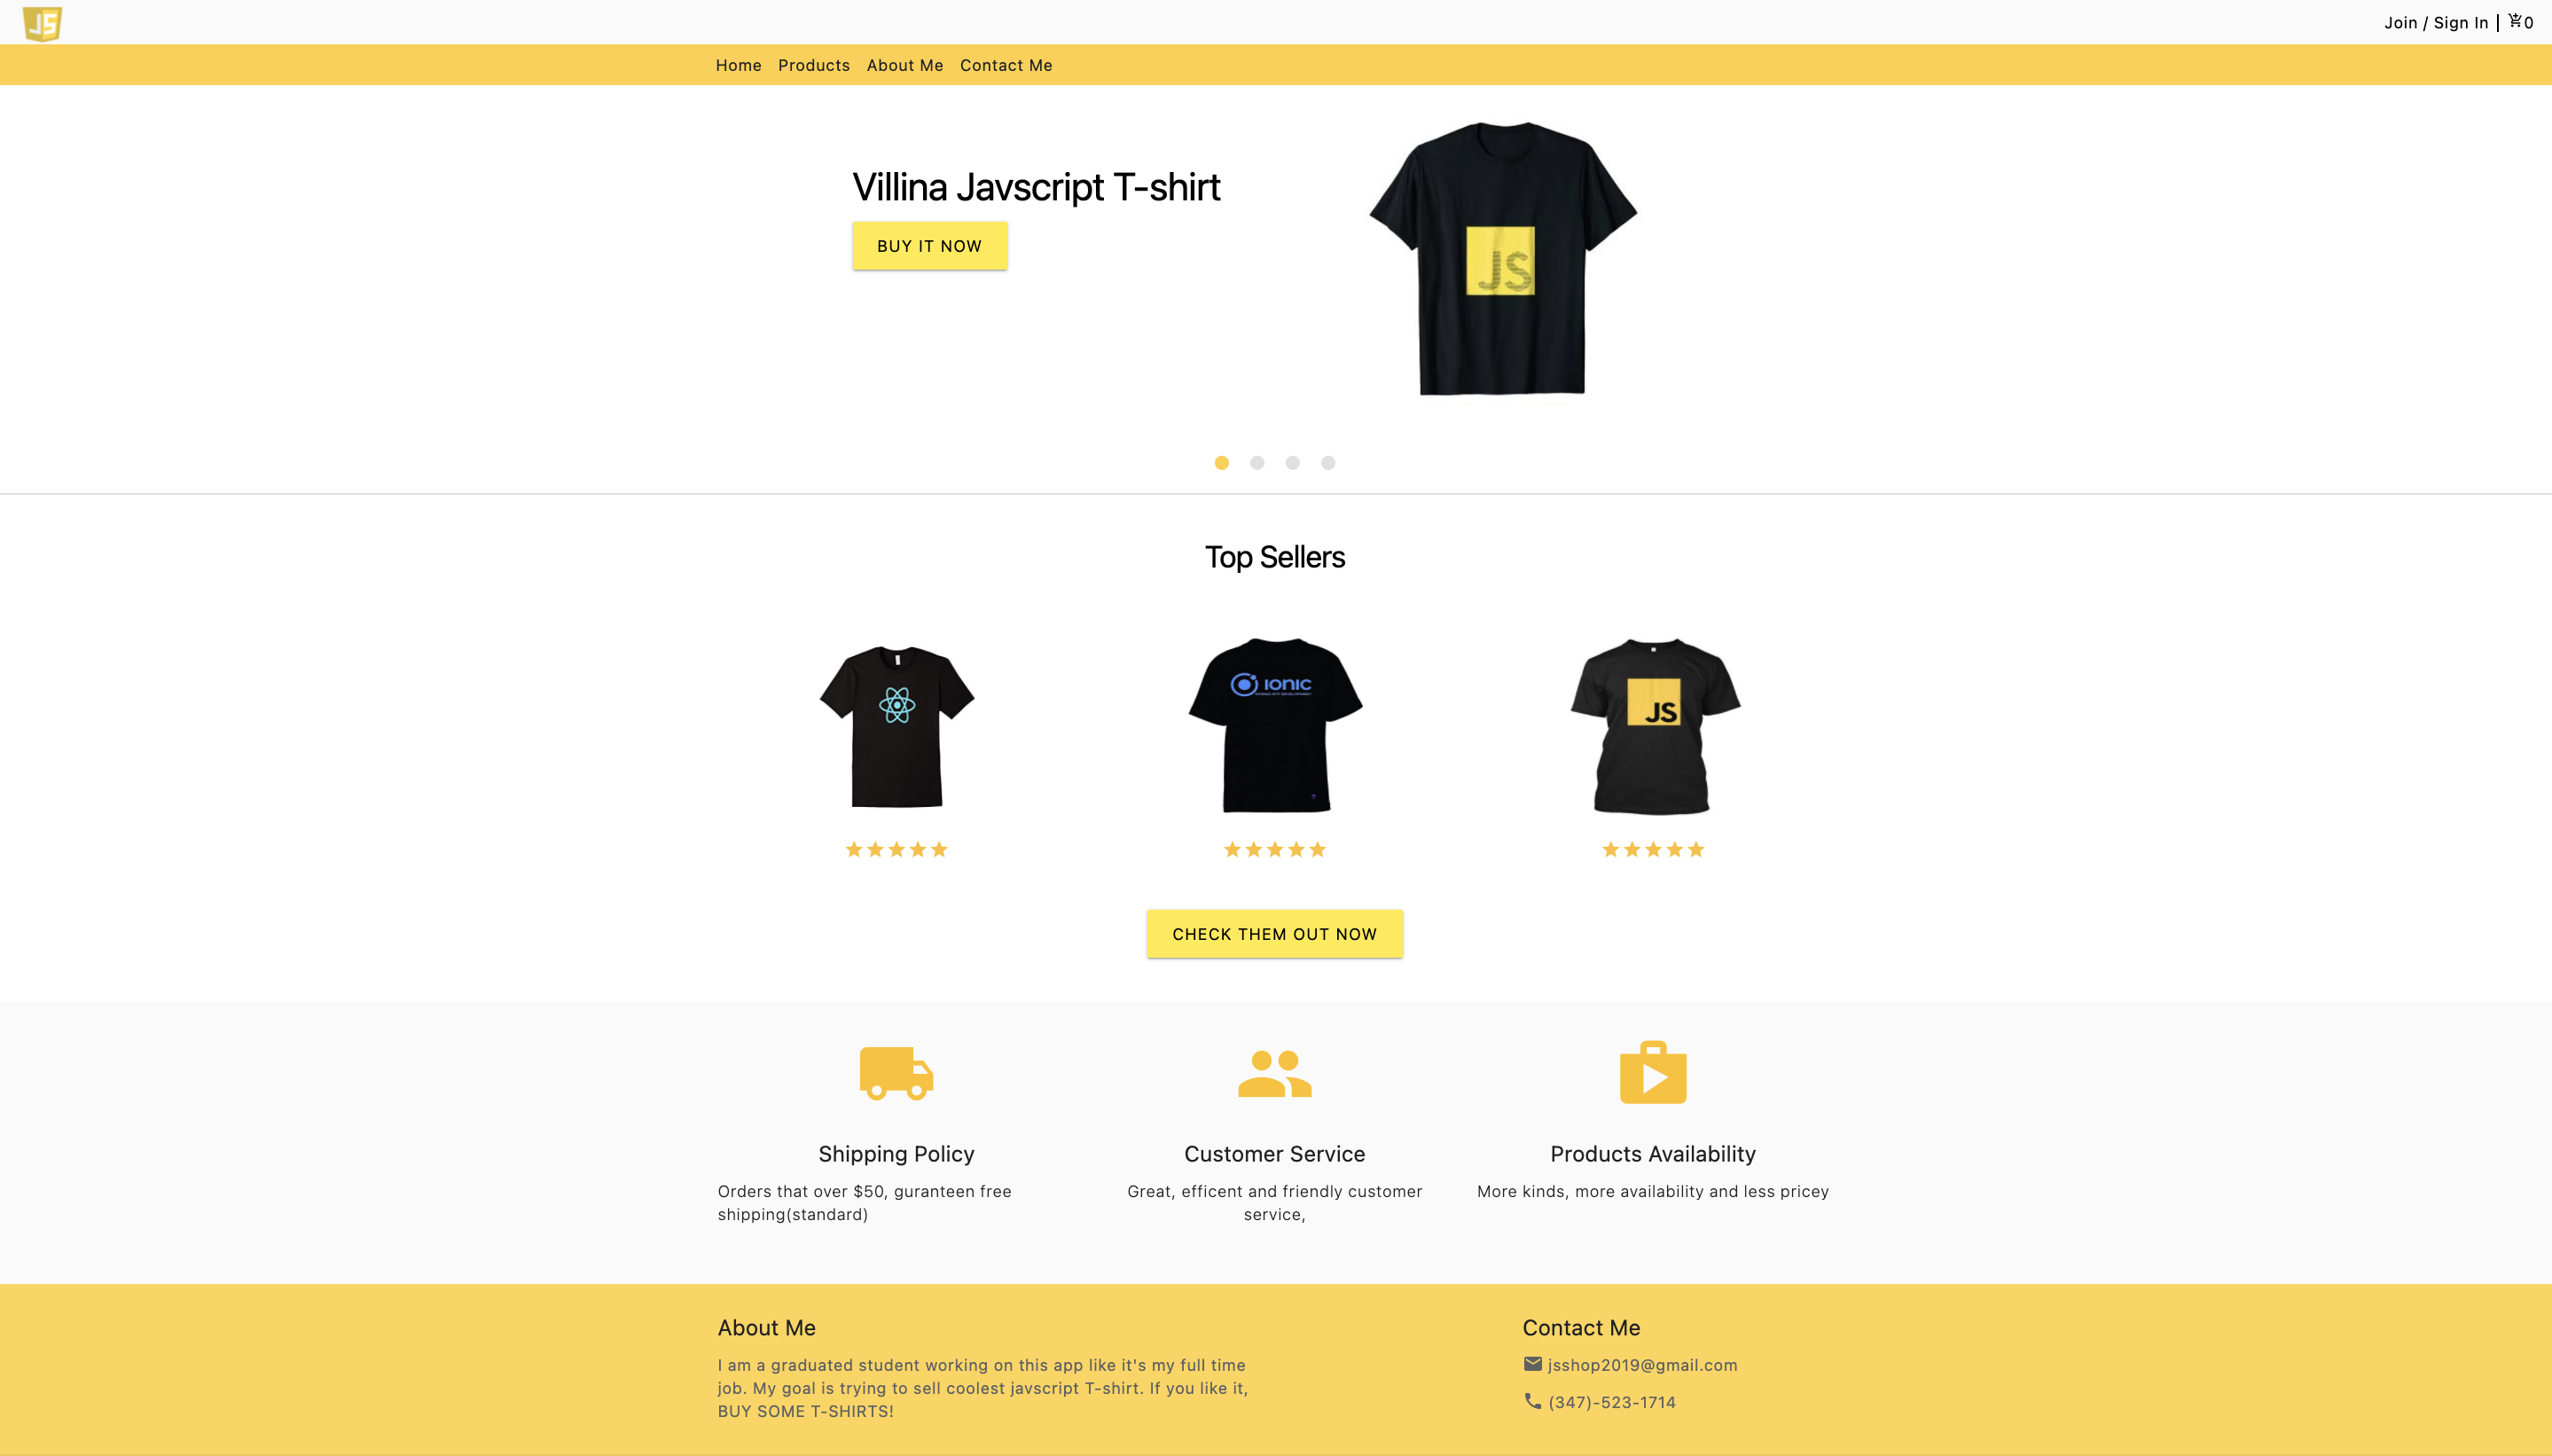 JS
Join / Sign In | 0
Home Products About Me Contact Me
Villina Javscript T-shirt
BUY IT NOW
JS
Top Sellers
IONIC
JS
CHECK THEM OUT NOW
Shipping Policy
Orders that over $50, guranteen free
shipping(standard)
Customer Service
Great, efficent and friendly customer
service,
Products Availability
More kinds, more availability and less pricey
About Me
I am a graduated student working on this app like it's my full time
job. My goal is trying to sell coolest javscript T-shirt. If you like it,
BUY SOME T-SHIRTS!
Contact Me
jsshop2019@gmail.com
(347)-523-1714